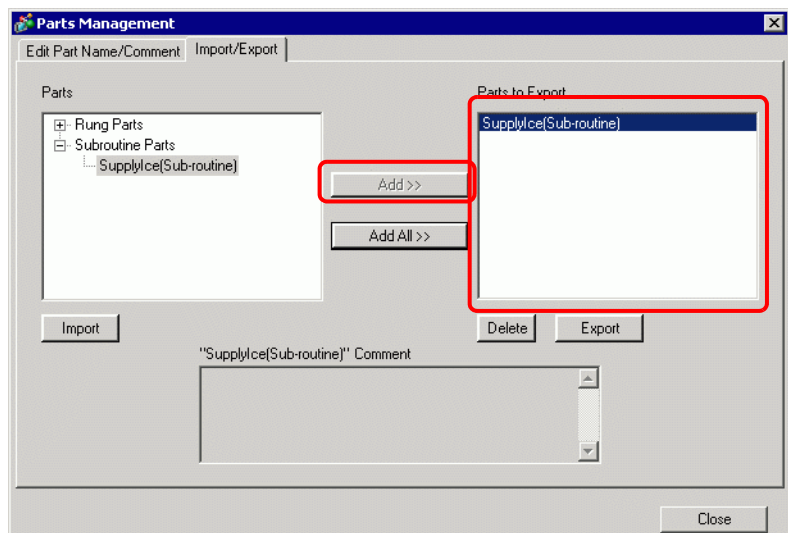 Parts Management
Edit Part Name/Comment Import/Export
Parts
Parts to Export
Rung Parts
Subroutine Parts
SupplyIce(Sub-routine)
SupplyIce(Sub-routine)
Add >>
Add All >>
Import
Delete
Export
"SupplyIce(Sub-routine)" Comment
Close